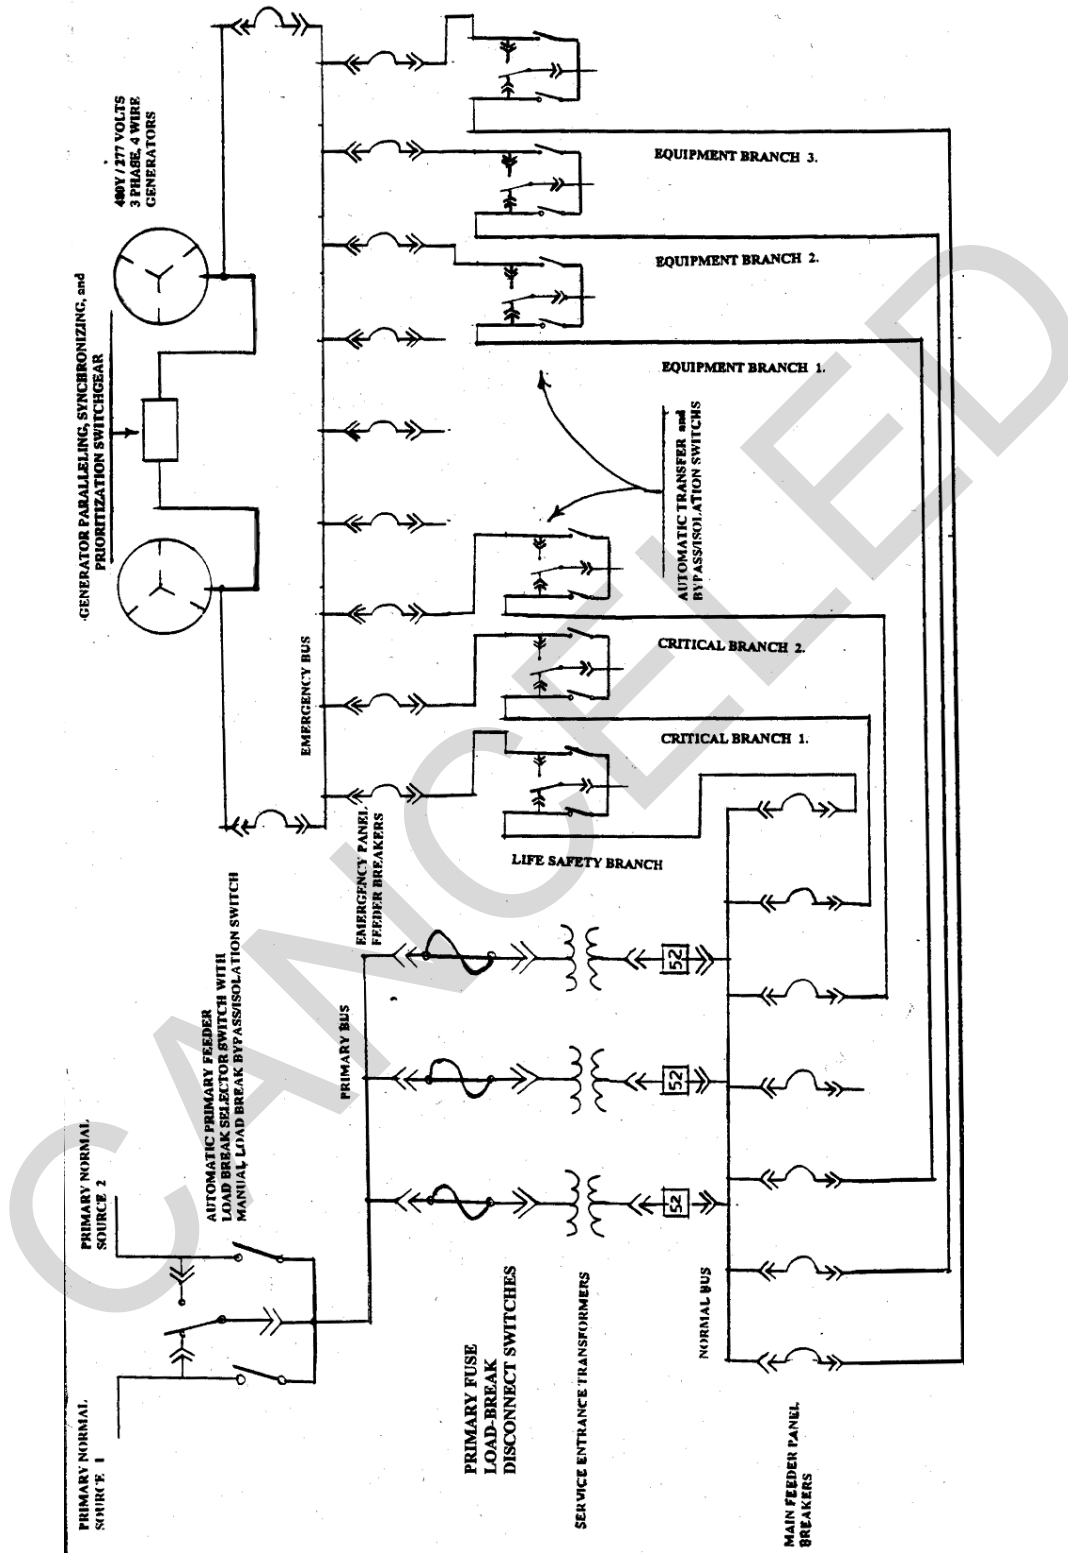 480Y / 277 VOLTS
3 PHASE, 4 WIRE
GENERATORS
GENERATOR PARALLELING, SYNCHRONIZING, and
PRIORITIZATION SWITCHGEAR
EQUIPMENT BRANCH 3.
EQUIPMENT BRANCH 2.
EQUIPMENT BRANCH 1.
AUTOMATIC TRANSFER and
BYPASS/ISOLATION SWITCHS
EMERGENCY BUS
CRITICAL BRANCH 2.
CRITICAL BRANCH 1.
EMERGENCY PANEL
FEEDER BREAKERS
LIFE SAFETY BRANCH
AUTOMATIC PRIMARY FEEDER
LOAD BREAK SELECTOR SWITCH WITH
MANUAL LOAD BREAK BYPASS/ISOLATION SWITCH
PRIMARY BUS
52
52
52
PRIMARY NORMAL
SOURCE 2
PRIMARY NORMAL
SOURCE 1
PRIMARY FUSE
LOAD-BREAK
DISCONNECT SWITCHES
SERVICE ENTRANCE TRANSFORMERS
NORMAL BUS
MAIN FEEDER PANEL
BREAKERS
CANCELED